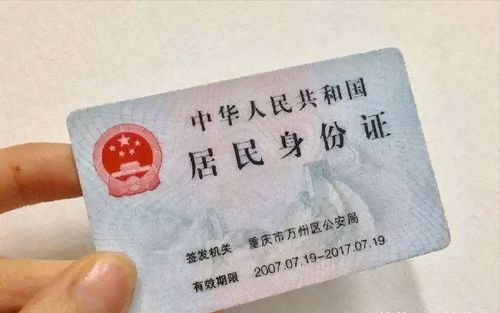 中华人民共和国
居民身份证
签发机关 重庆市万州区公安局
有效期限 2007.07.19-2017.07.19